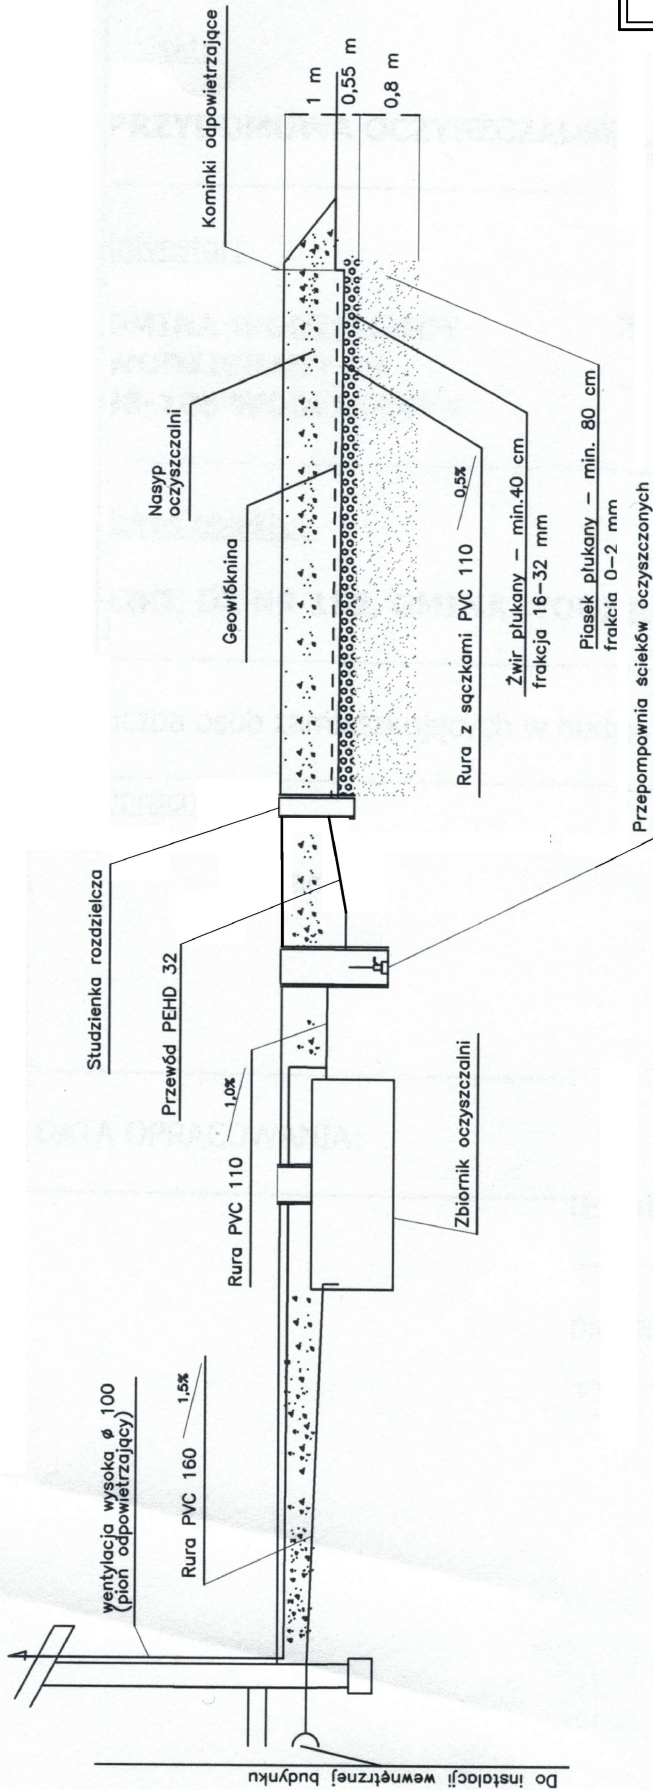 Do instalacji wewnętrznej budynku
wentylacja wysoka ø 100
(pion odpowietrzający)
Rura PVC 160 1,5%
Rura PVC 110 1,0%
Zbiornik oczyszczalni
Przewód PEHD 32
Studzienka rozdzielcza
Przepompownia ścieków oczyszczonych
Geowłóknina
Nasyp
oczyszczalni
Kominki odpowietrzające
Rura z sączkami PVC 110 0,5%
Żwir płukany – min.40 cm
frakcja 16–32 mm
Piasek płukany – min. 80 cm
frakcia 0–2 mm
1 m
0,55 m
0,8 m
DATA OPRACOWANIA: